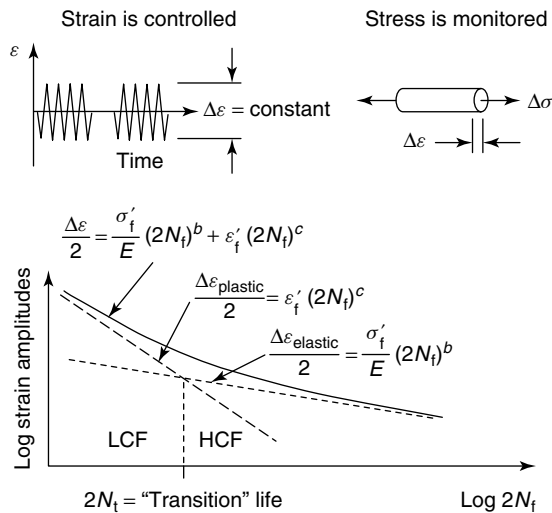 Strain is controlled
Stress is monitored
ε
Δε = constant
Time
Δσ
Δε
Δε/2 = σ′f/E (2Nf)^b + ε′f (2Nf)^c
Δεplastic/2 = ε′f (2Nf)^c
Δεelastic/2 = σ′f/E (2Nf)^b
Log strain amplitudes
LCF
HCF
2Nt = “Transition” life
Log 2Nf